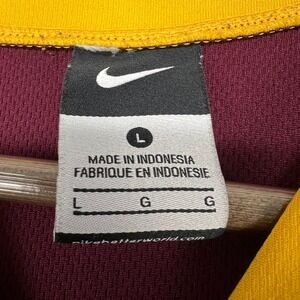 L
MADE IN INDONESIA
FABRIQUE EN INDONESIE
L G G
nikebetterworld.com